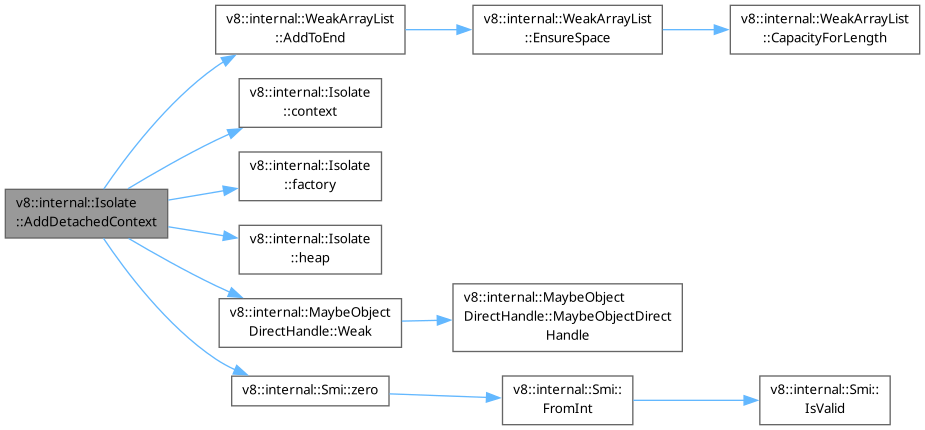 v8::internal::WeakArrayList
::AddToEnd
v8::internal::WeakArrayList
::EnsureSpace
v8::internal::WeakArrayList
::CapacityForLength
v8::internal::Isolate
::context
v8::internal::Isolate
::factory
v8::internal::Isolate
::AddDetachedContext
v8::internal::Isolate
::heap
v8::internal::MaybeObject
DirectHandle::Weak
v8::internal::MaybeObject
DirectHandle::MaybeObjectDirect
Handle
v8::internal::Smi::zero
v8::internal::Smi::
FromInt
v8::internal::Smi::
IsValid